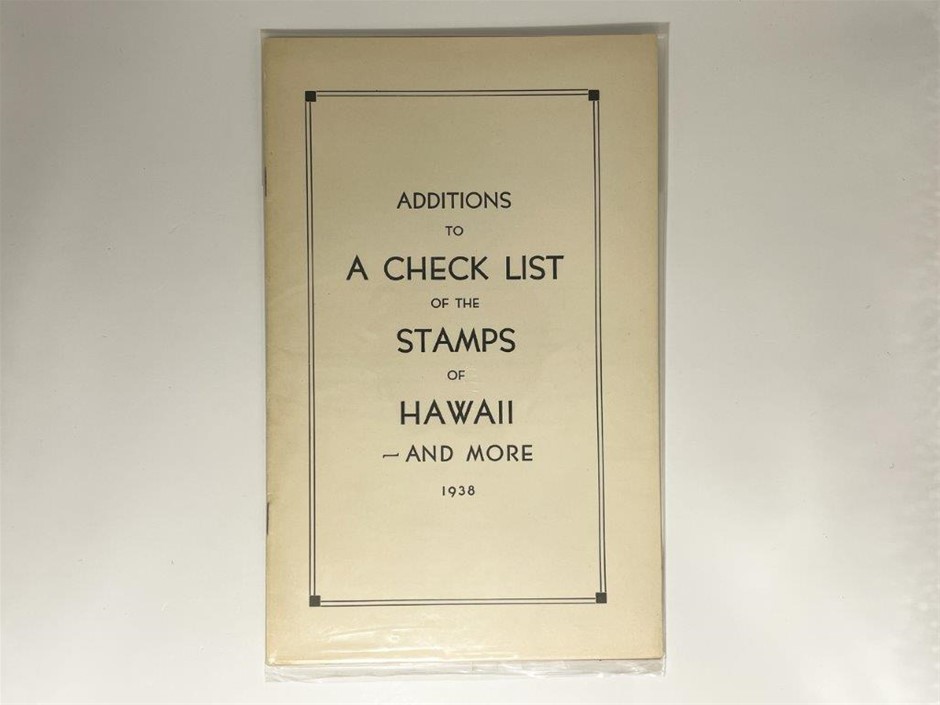 ADDITIONS
TO
A CHECK LIST
OF THE
STAMPS
OF
HAWAII
~AND MORE
1938